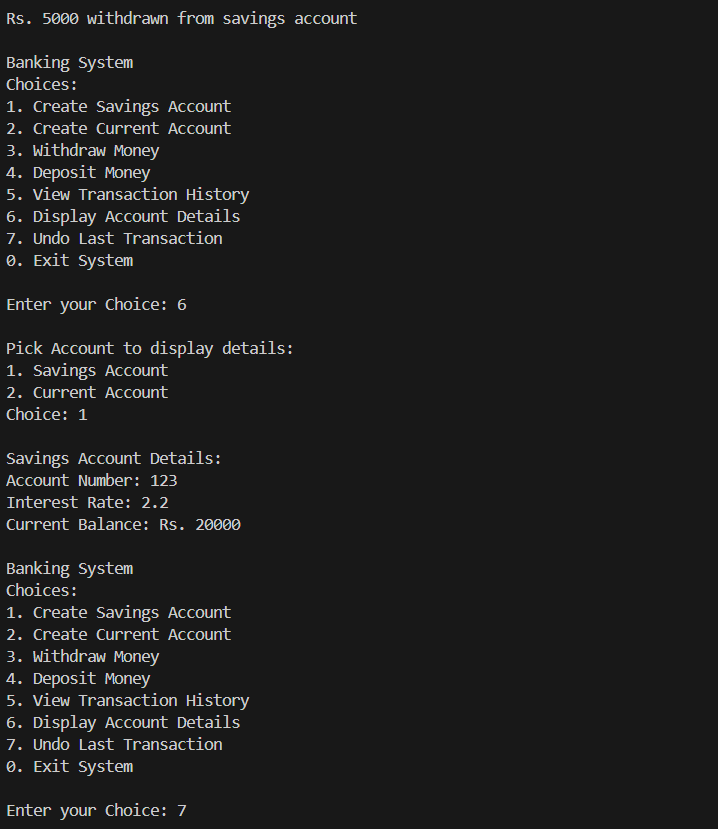 Rs. 5000 withdrawn from savings account
Banking System
Choices:
1. Create Savings Account
2. Create Current Account
3. Withdraw Money
4. Deposit Money
5. View Transaction History
6. Display Account Details
7. Undo Last Transaction
0. Exit System
Enter your Choice: 6
Pick Account to display details:
1. Savings Account
2. Current Account
Choice: 1
Savings Account Details:
Account Number: 123
Interest Rate: 2.2
Current Balance: Rs. 20000
Banking System
Choices:
1. Create Savings Account
2. Create Current Account
3. Withdraw Money
4. Deposit Money
5. View Transaction History
6. Display Account Details
7. Undo Last Transaction
0. Exit System
Enter your Choice: 7